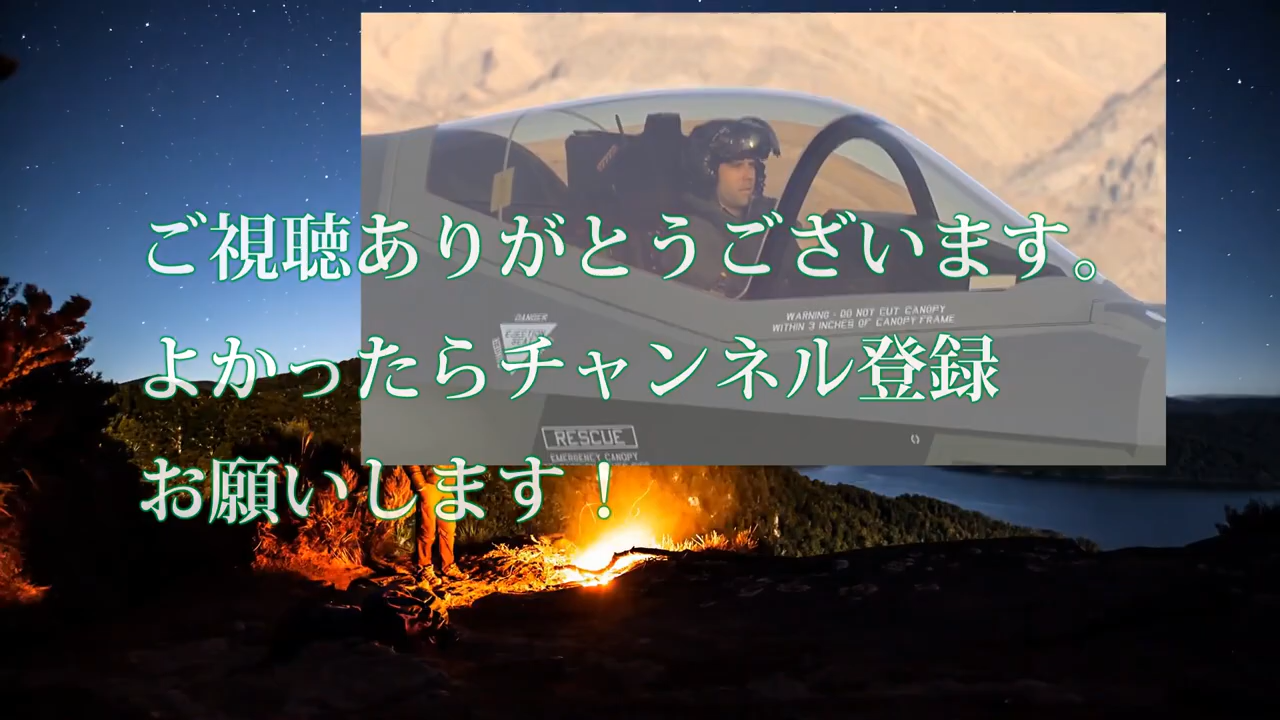 ご視聴ありがとうございます。
よかったらチャンネル登録
お願いします！
WARNING - DO NOT CUT CANOPY
WITHIN 3 INCHES OF CANOPY FRAME
DANGER
EJECTION
SEAT
RESCUE
EMERGENCY CANOPY